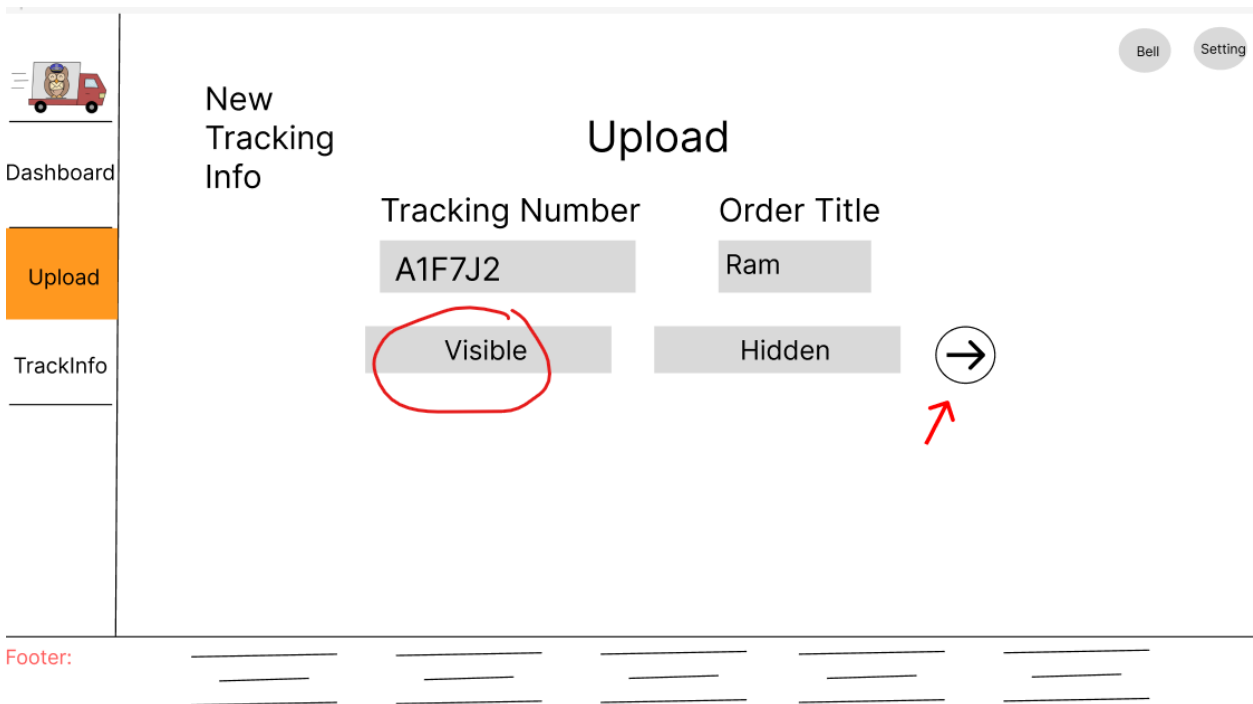 Bell
Setting
New
Tracking
Info
Upload
Dashboard
Tracking Number
Order Title
A1F7J2
Ram
Upload
Visible
Hidden
TrackInfo
Footer: